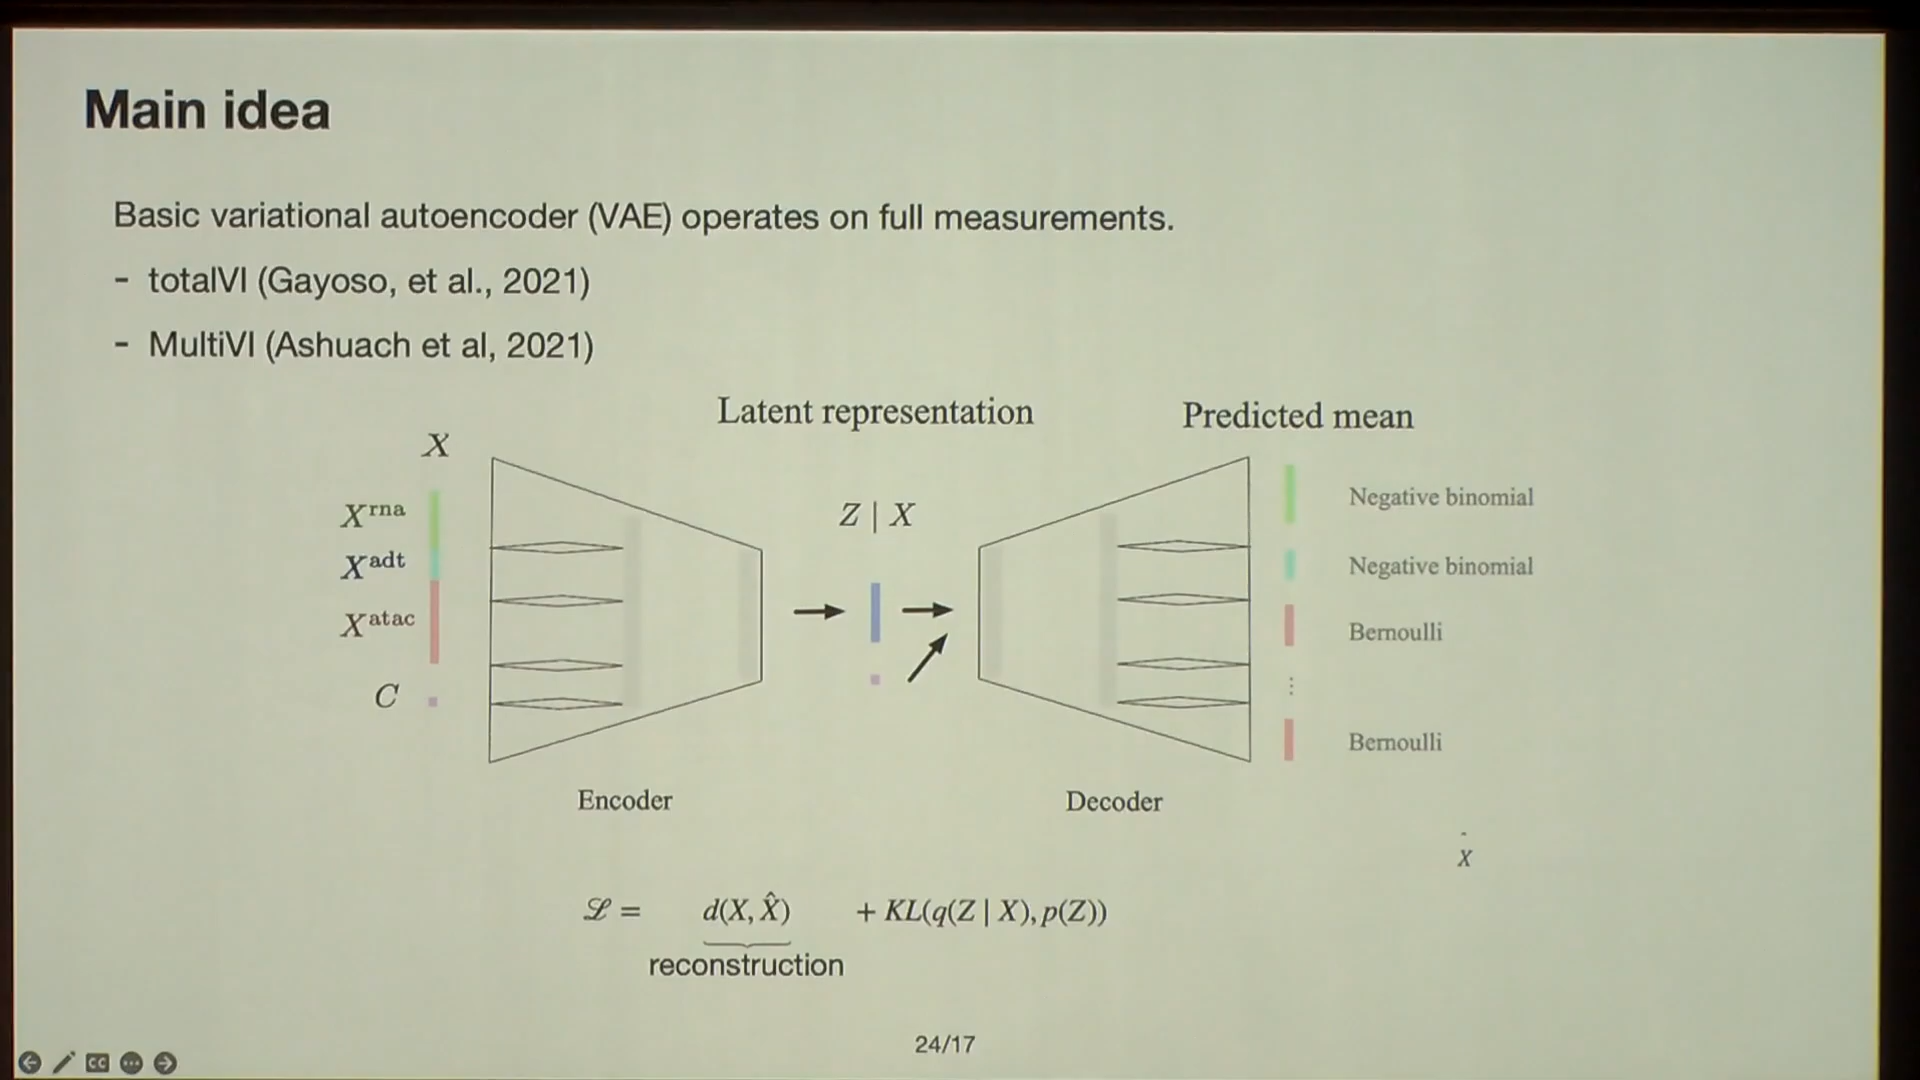 Main idea
Basic variational autoencoder (VAE) operates on full measurements.
- totalVI (Gayoso, et al., 2021)
- MultiVI (Ashuach et al, 2021)
Latent representation
Predicted mean
X
X^rna
X^adt
X^atac
C
Z | X
Negative binomial
Negative binomial
Bernoulli
⋮
Bernoulli
Encoder
Decoder
X
ℒ = d(X, X̂) + KL(q(Z | X), p(Z))
reconstruction
24/17
CC